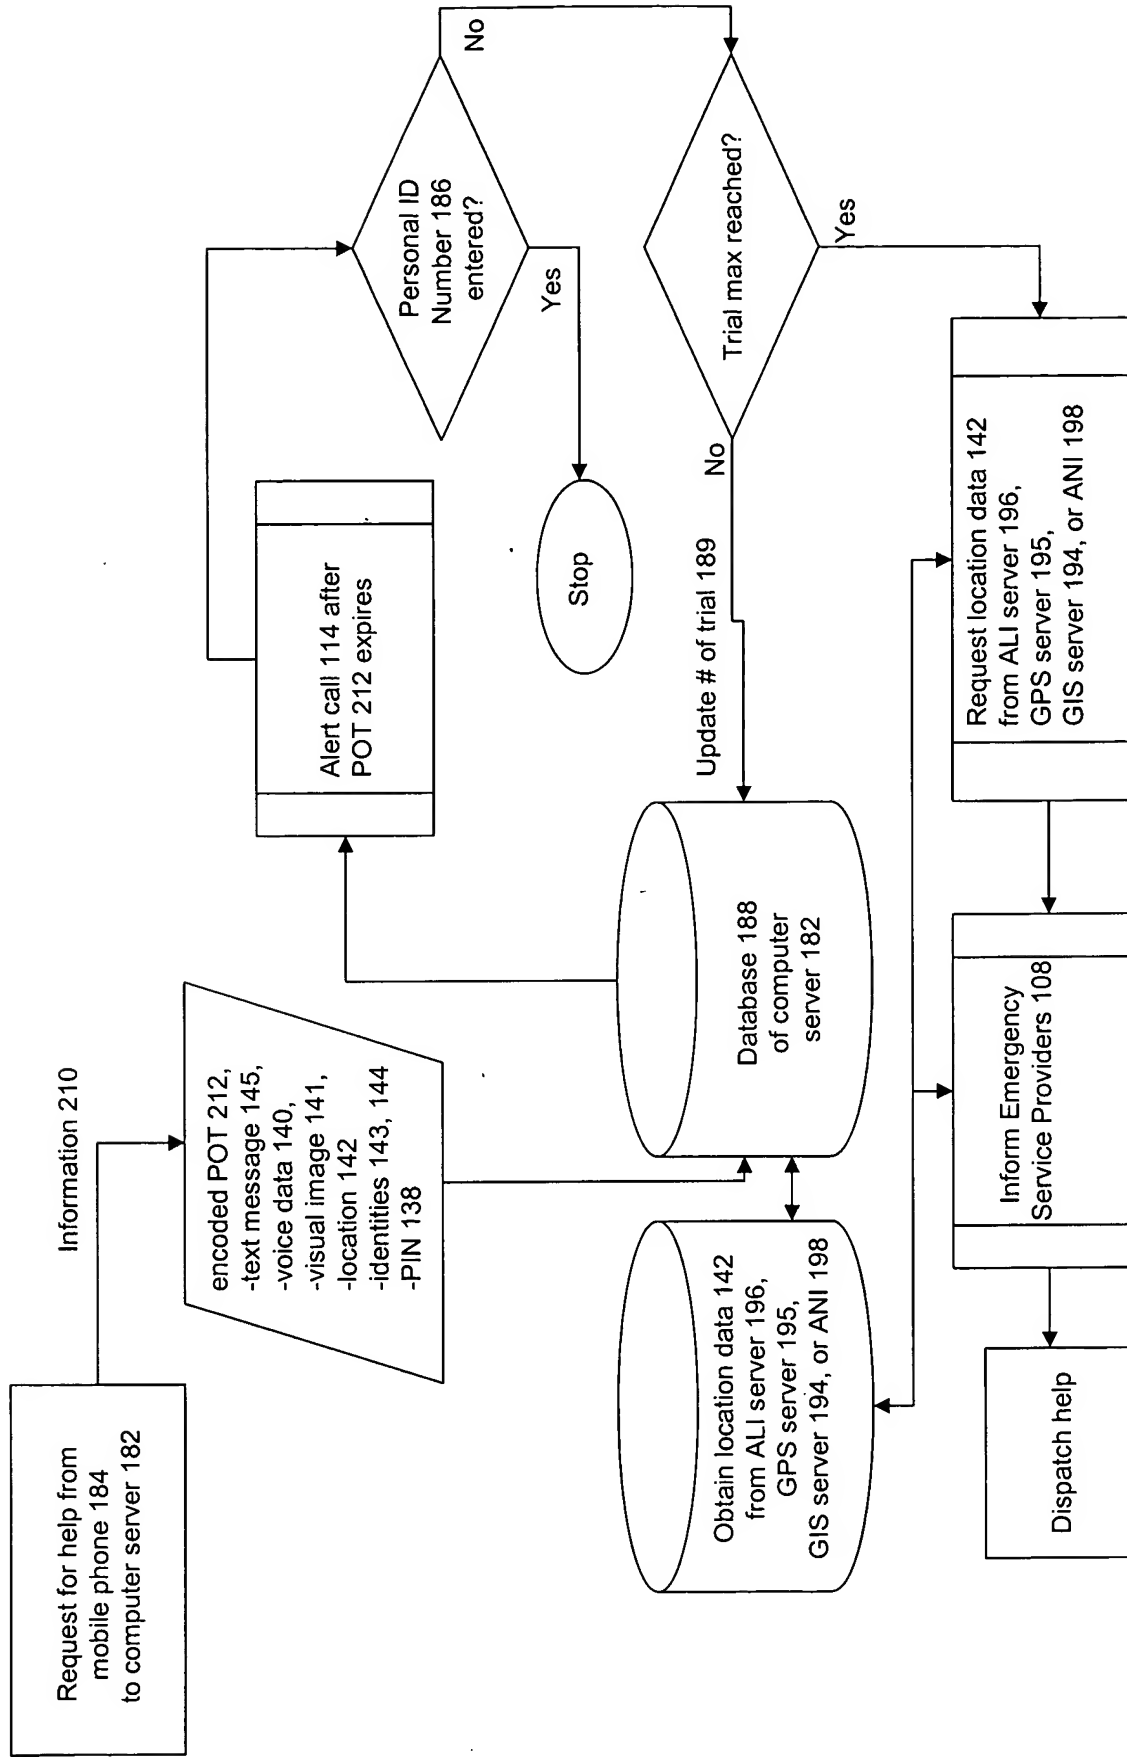 Request for help from
mobile phone 184
to computer server 182
Information 210
encoded POT 212,
-text message 145,
-voice data 140,
-visual image 141,
-location 142
-identities 143, 144
-PIN 138
Alert call 114 after
POT 212 expires
Personal ID
Number 186
entered?
No
Yes
Stop
Obtain location data 142
from ALI server 196,
GPS server 195,
GIS server 194, or ANI 198
Database 188
of computer
server 182
Update # of trial 189
No
Trial max reached?
Yes
Dispatch help
Inform Emergency
Service Providers 108
Request location data 142
from ALI server 196,
GPS server 195,
GIS server 194, or ANI 198